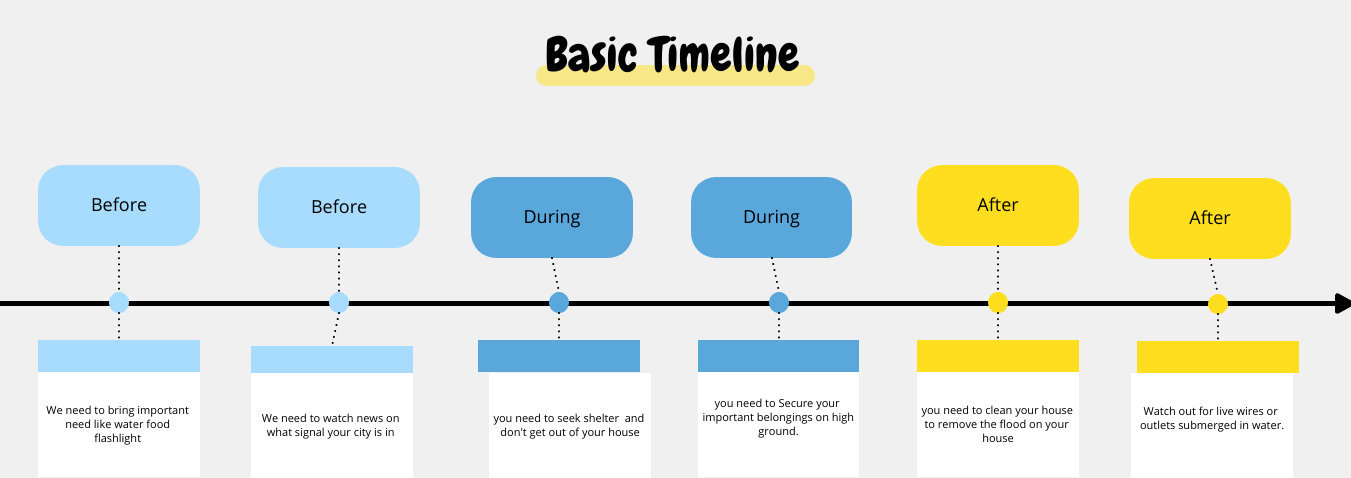 Basic Timeline
Before
Before
During
During
After
After
We need to bring important
need like water food
flashlight
We need to watch news on
what signal your city is in
you need to seek shelter  and
don't get out of your house
you need to Secure your
important belongings on high
ground.
you need to clean your house
to remove the flood on your
house
Watch out for live wires or
outlets submerged in water.